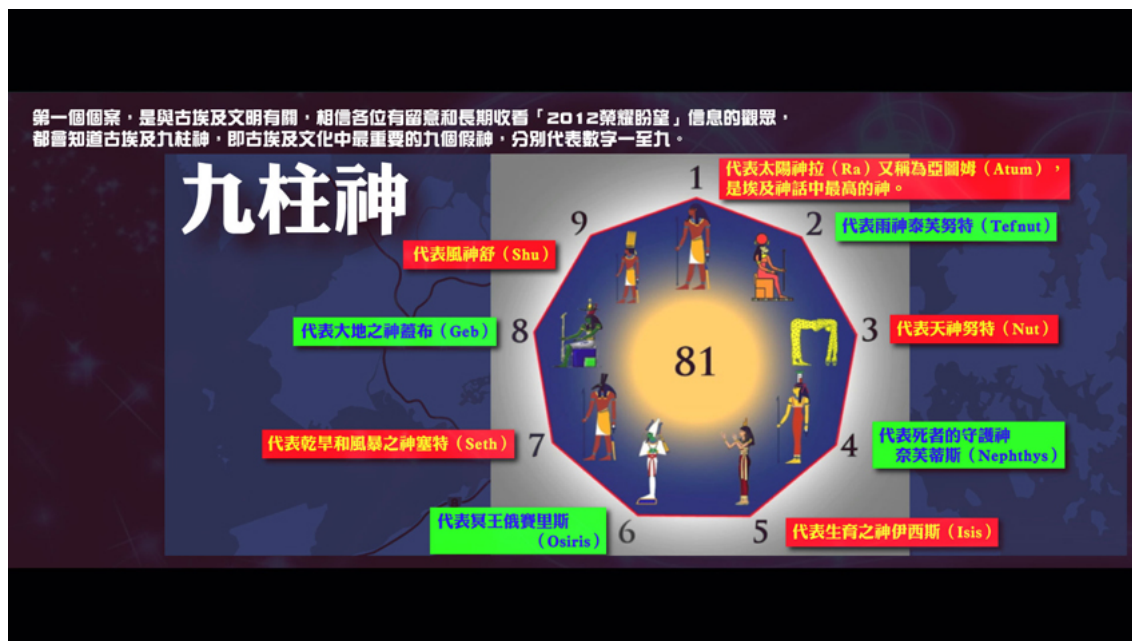 第一個個案，是與古埃及文明有關，相信各位有留意和長期收看「2012榮耀盼望」信息的觀眾，
都會知道古埃及九柱神，即古埃及文化中最重要的九個假神，分別代表數字一至九。
九柱神
1
代表太陽神拉（Ra）又稱為亞圖姆（Atum），
是埃及神話中最高的神。
2
代表雨神泰芙努特（Tefnut）
3
代表天神努特（Nut）
4
代表死者的守護神
奈芙蒂斯（Nephthys）
5
代表生育之神伊西斯（Isis）
6
代表冥王俄賽里斯
（Osiris）
7
代表乾旱和風暴之神塞特（Seth）
8
代表大地之神蓋布（Geb）
9
代表風神舒（Shu）
81